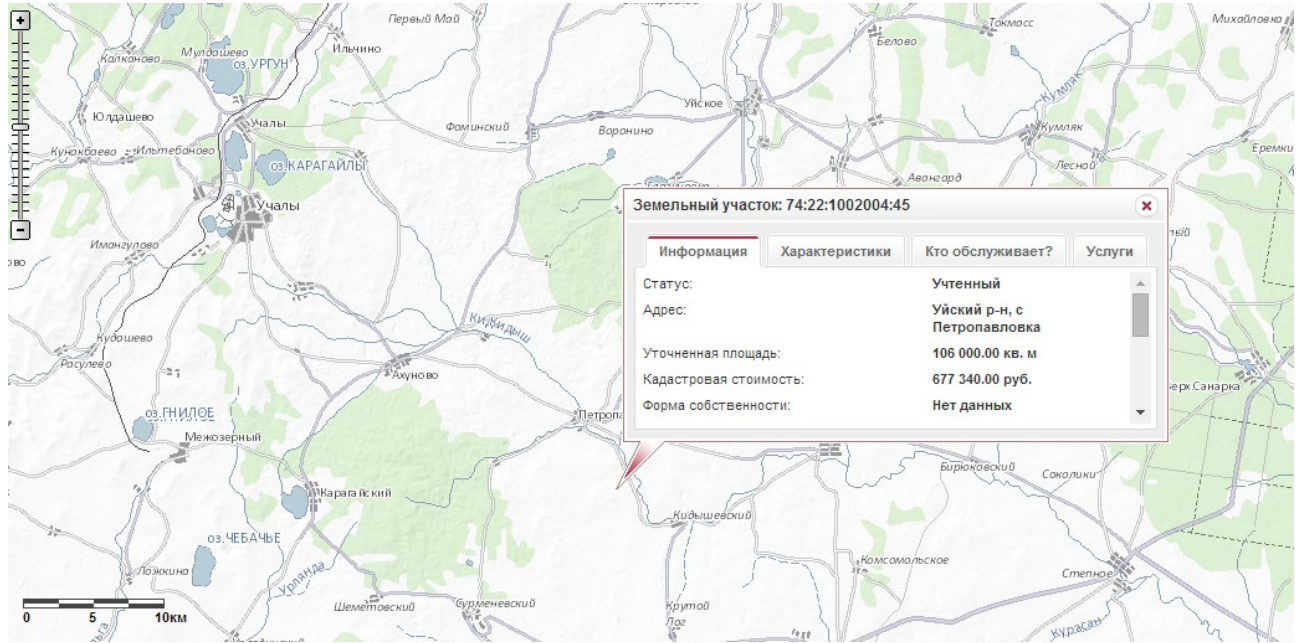 Первый Май
Токмасс
Михайловка
Белово
Ильчино
Мулдашево
Калканово
оз.УРГУН
Кумляк
Уйское
Юлдашево
Учалы
Фоминский
Воронино
Кумляк
Кунакбаево
Ильтебаново
Еремки
оз.КАРАГАЙЛЫ
Лесной
Авангард
Земельный участок: 74:22:1002004:45
Учалы
Информация
Характеристики
Кто обслуживает?
Услуги
Имангулово
Статус: Учтенный
Адрес: Уйский р-н, с
Петропавловка
Кидыш
Кудашево
Уточненная площадь: 106 000.00 кв. м
Расулево
Ахуново
Кадастровая стоимость: 677 340.00 руб.
Форма собственности: Нет данных
оз.ГНИЛОЕ
Межозерный
Бирюковский
Соколики
Карагайский
Кидышевский
оз.ЧЕБАЧЬЕ
Комсомольское
Степное
Ложкина
Урлянда
Шеметовский
Сурменевский
Крутой
Лог
Курасан
0 5 10км